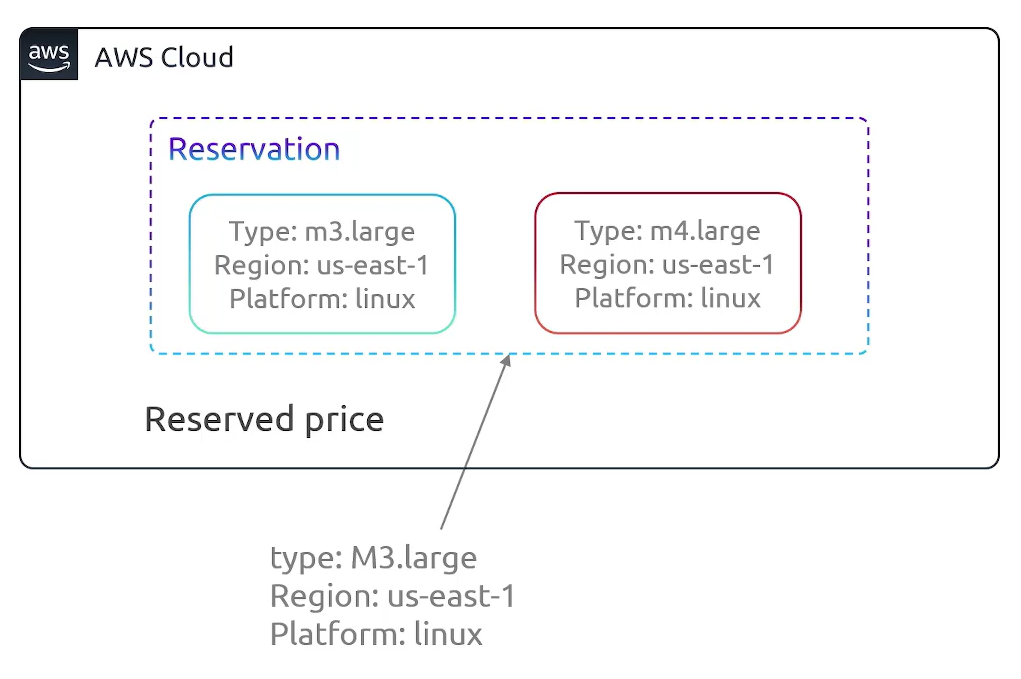 aws
AWS Cloud
Reservation
Type: m3.large
Region: us-east-1
Platform: linux
Type: m4.large
Region: us-east-1
Platform: linux
Reserved price
type: M3.large
Region: us-east-1
Platform: linux